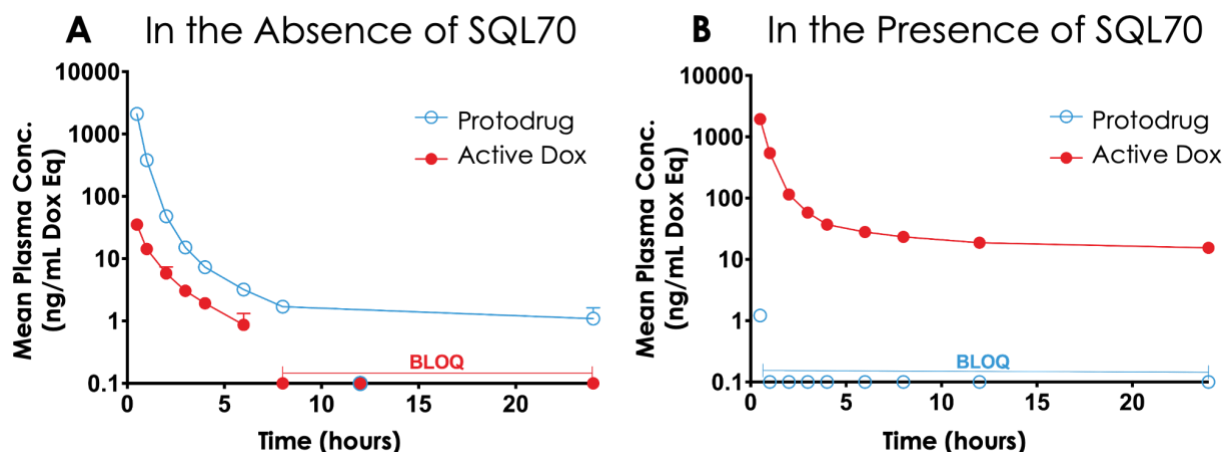 A In the Absence of SQL70
10000
1000
100
10
1
0.1
Mean Plasma Conc.
(ng/mL Dox Eq)
Protodrug
Active Dox
BLOQ
0 5 10 15 20
Time (hours)
B In the Presence of SQL70
10000
1000
100
10
1
0.1
Mean Plasma Conc.
(ng/mL Dox Eq)
Protodrug
Active Dox
BLOQ
0 5 10 15 20
Time (hours)